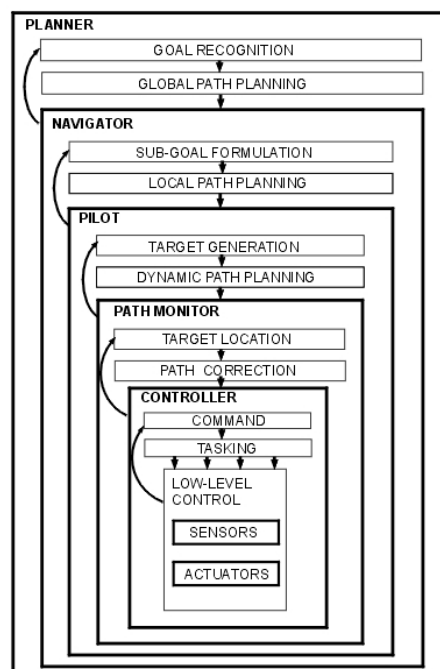 PLANNER
GOAL RECOGNITION
GLOBAL PATH PLANNING
NAVIGATOR
SUB-GOAL FORMULATION
LOCAL PATH PLANNING
PILOT
TARGET GENERATION
DYNAMIC PATH PLANNING
PATH MONITOR
TARGET LOCATION
PATH CORRECTION
CONTROLLER
COMMAND
TASKING
LOW-LEVEL
CONTROL
SENSORS
ACTUATORS